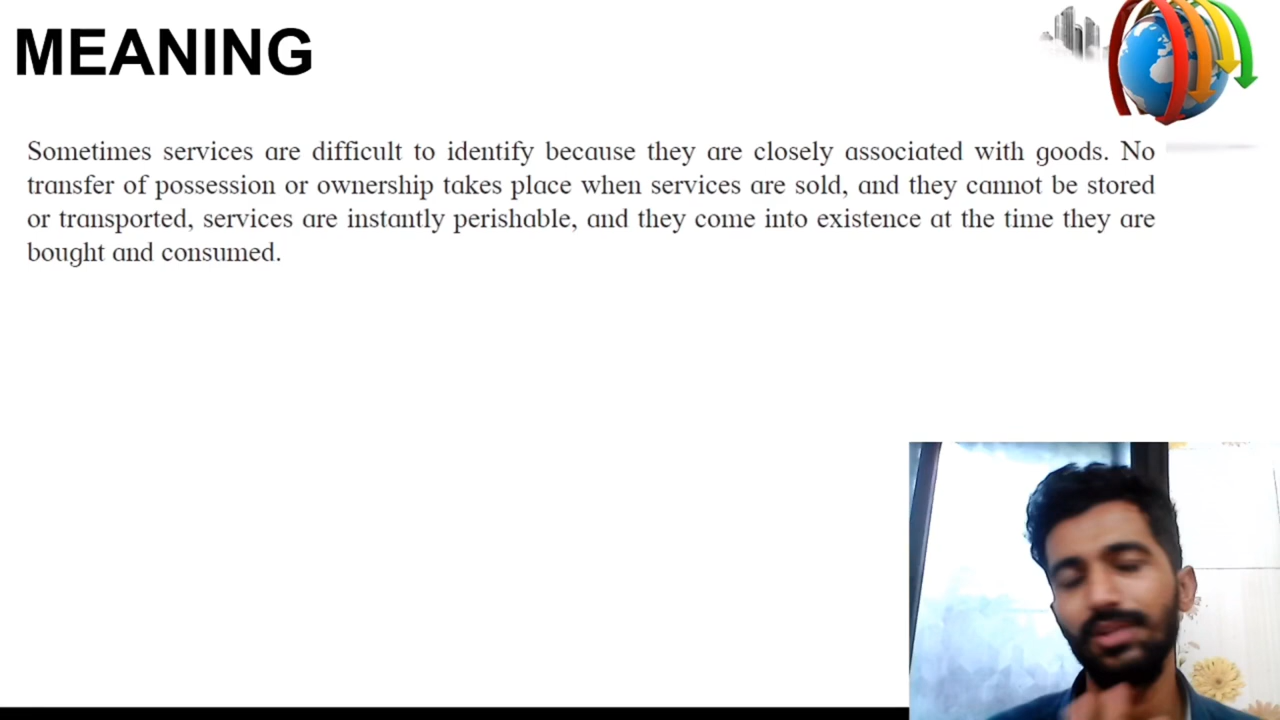 MEANING
Sometimes services are difficult to identify because they are closely associated with goods. No
transfer of possession or ownership takes place when services are sold, and they cannot be stored
or transported, services are instantly perishable, and they come into existence at the time they are
bought and consumed.